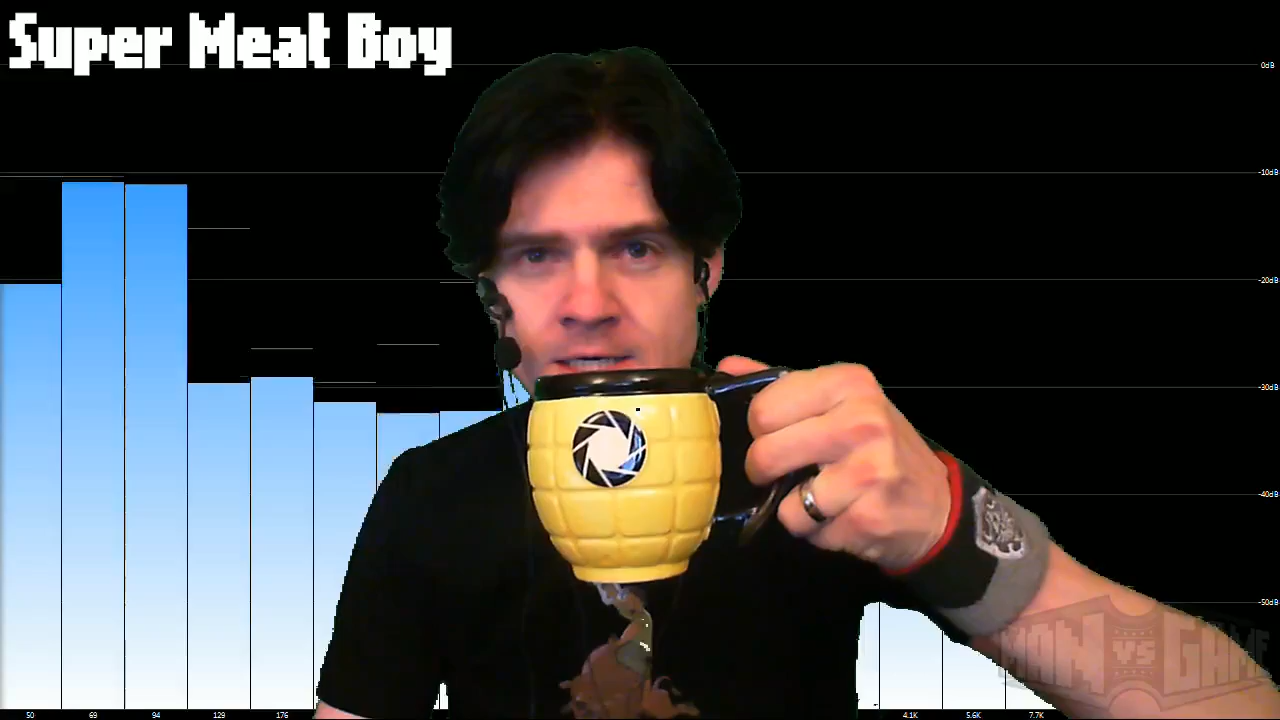 Super Meat Boy
0dB
-10dB
-20dB
-30dB
-40dB
-50dB
MAN VS GAME
50 69 94 129 176 4.1K 5.6K 7.7K